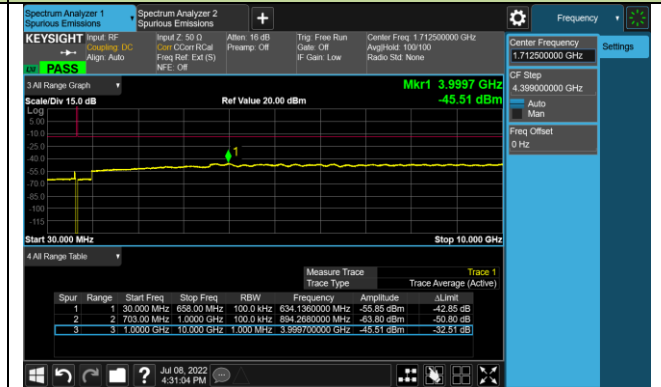 Spectrum Analyzer 1
Spurious Emissions
Spectrum Analyzer 2
Spurious Emissions
Frequency
KEYSIGHT
Input: RF
Coupling: DC
Align: Auto
Input Z: 50 Ω
Corr CCorr RCal
Freq Ref: Ext (S)
NFE: Off
Atten: 16 dB
Preamp: Off
Trig: Free Run
Gate: Off
IF Gain: Low
Center Freq: 1.712500000 GHz
Avg|Hold: 100/100
Radio Std: None
PASS
Center Frequency
1.712500000 GHz
Settings
CF Step
4.399000000 GHz
Auto
Man
Freq Offset
0 Hz
3 All Range Graph
Mkr1 3.9997 GHz
Scale/Div 15.0 dB
Ref Value 20.00 dBm
-45.51 dBm
Log
5.00
-10.0
-25.0
-40.0
-55.0
-70.0
-85.0
-100
-115
1
Start 30.000 MHz
Stop 10.000 GHz
4 All Range Table
Measure Trace
Trace 1
Trace Type
Trace Average (Active)
Spur Range Start Freq Stop Freq RBW Frequency Amplitude ΔLimit
1 1 30.000 MHz 658.00 MHz 100.0 kHz 634.1360000 MHz -55.85 dBm -42.85 dB
2 2 703.00 MHz 1.0000 GHz 100.0 kHz 894.2680000 MHz -63.80 dBm -50.80 dB
3 3 1.0000 GHz 10.000 GHz 1.000 MHz 3.999700000 GHz -45.51 dBm -32.51 dB
Jul 08, 2022
4:31:04 PM